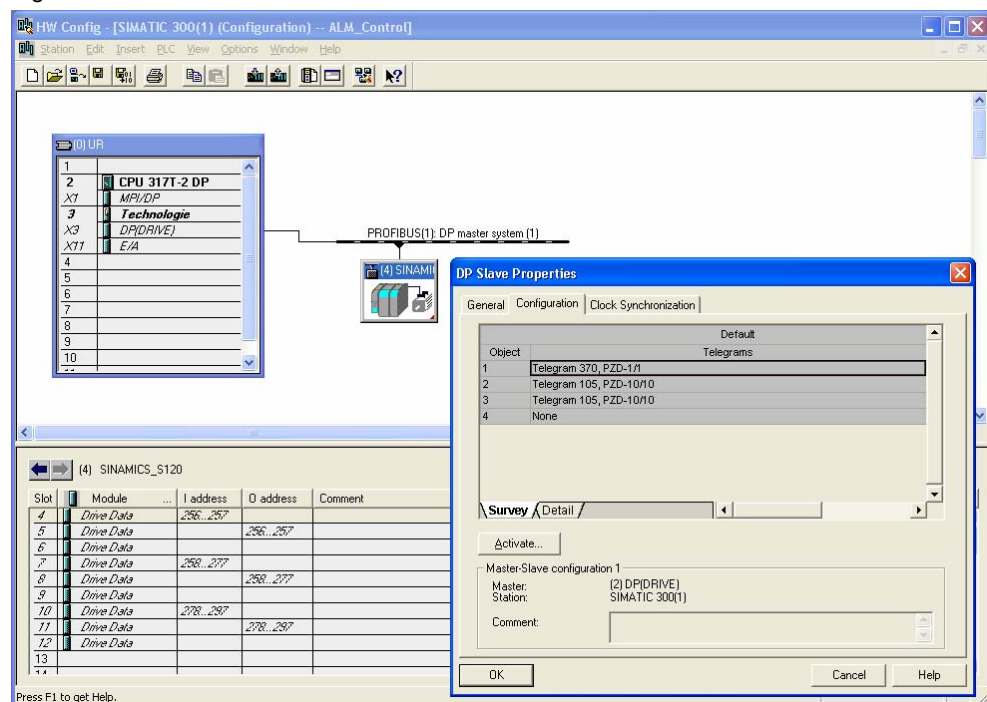 HW Config - [SIMATIC 300(1) (Configuration) -- ALM_Control]
Station Edit Insert PLC View Options Window Help
(0) UR
1
2 CPU 317T-2 DP
X1 MPI/DP
3 Technologie
X3 DP(DRIVE)
X11 E/A
4
5
6
7
8
9
10
PROFIBUS(1): DP master system (1)
(4) SINAMI
DP Slave Properties
General Configuration Clock Synchronization
Default
Object Telegrams
1 Telegram 370, PZD-1/1
2 Telegram 105, PZD-10/10
3 Telegram 105, PZD-10/10
4 None
Survey Detail
Activate...
Master-Slave configuration 1
Master: (2) DP(DRIVE)
Station: SIMATIC 300(1)
Comment:
OK Cancel Help
(4) SINAMICS_S120
Slot Module ... I address O address Comment
4 Drive Data 256...257
5 Drive Data 256...257
6 Drive Data
7 Drive Data 258...277
8 Drive Data 258...277
9 Drive Data
10 Drive Data 278...297
11 Drive Data 278...297
12 Drive Data
13
Press F1 to get Help.